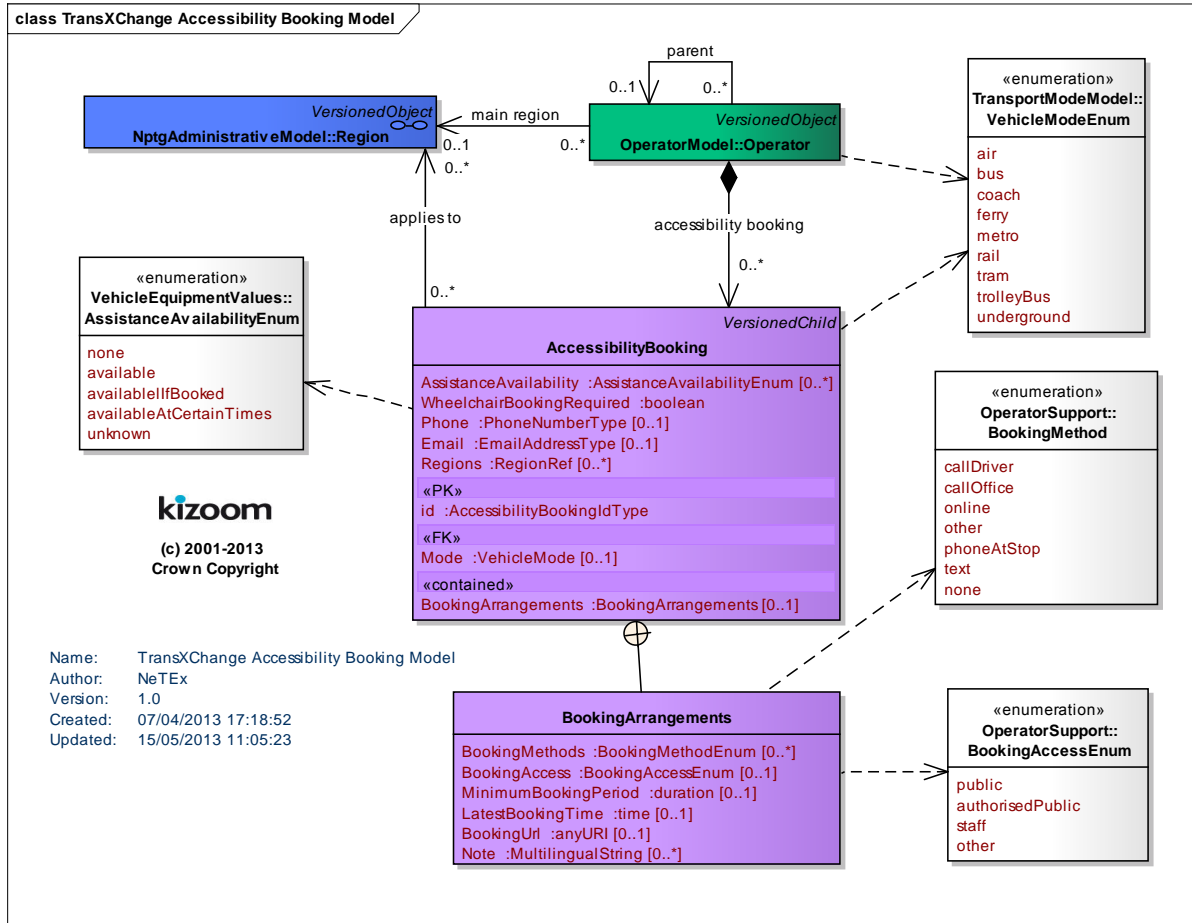 class TransXChange Accessibility Booking Model
parent
0..1
0..*
VersionedObject
NptgAdministrativeModel::Region
main region
0..1
0..*
0..*
VersionedObject
OperatorModel::Operator
«enumeration»
TransportModeModel::
VehicleModeEnum
air
bus
coach
ferry
metro
rail
tram
trolleyBus
underground
applies to
0..*
accessibility booking
0..*
«enumeration»
VehicleEquipmentValues::
AssistanceAvailabilityEnum
none
available
availableIfBooked
availableAtCertainTimes
unknown
VersionedChild
AccessibilityBooking
AssistanceAvailability :AssistanceAvailabilityEnum [0..*]
WheelchairBookingRequired :boolean
Phone :PhoneNumberType [0..1]
Email :EmailAddressType [0..1]
Regions :RegionRef [0..*]
«PK»
id :AccessibilityBookingIdType
«FK»
Mode :VehicleMode [0..1]
«contained»
BookingArrangements :BookingArrangements [0..1]
«enumeration»
OperatorSupport::
BookingMethod
callDriver
callOffice
online
other
phoneAtStop
text
none
kizoom
(c) 2001-2013
Crown Copyright
Name: TransXChange Accessibility Booking Model
Author: NeTEx
Version: 1.0
Created: 07/04/2013 17:18:52
Updated: 15/05/2013 11:05:23
BookingArrangements
BookingMethods :BookingMethodEnum [0..*]
BookingAccess :BookingAccessEnum [0..1]
MinimumBookingPeriod :duration [0..1]
LatestBookingTime :time [0..1]
BookingUrl :anyURI [0..1]
Note :MultilingualString [0..*]
«enumeration»
OperatorSupport::
BookingAccessEnum
public
authorisedPublic
staff
other